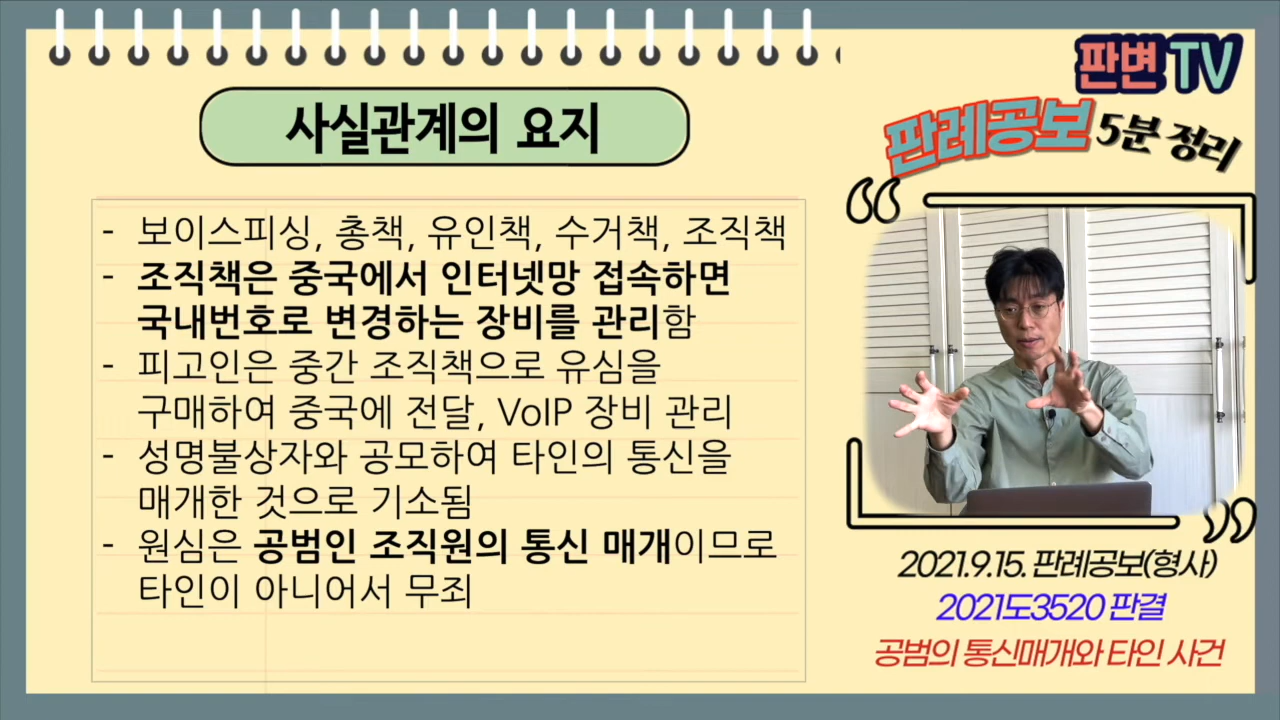 판변 TV
판례공보 5분 정리
사실관계의 요지
- 보이스피싱, 총책, 유인책, 수거책, 조직책
- 조직책은 중국에서 인터넷망 접속하면
국내번호로 변경하는 장비를 관리함
- 피고인은 중간 조직책으로 유심을
구매하여 중국에 전달, VoIP 장비 관리
- 성명불상자와 공모하여 타인의 통신을
매개한 것으로 기소됨
- 원심은 공범인 조직원의 통신 매개이므로
타인이 아니어서 무죄
2021.9.15. 판례공보(형사)
2021도3520 판결
공범의 통신매개와 타인 사건